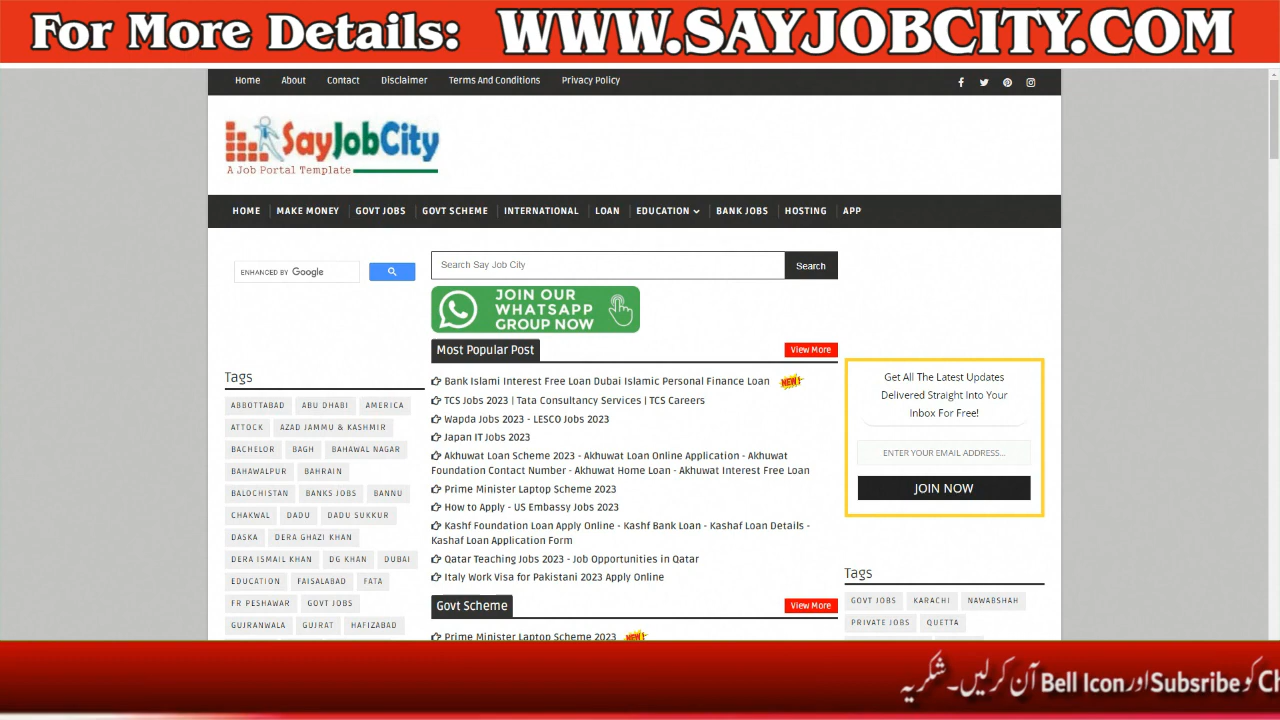 For More Details: WWW.SAYJOBCITY.COM
Home About Contact Disclaimer Terms And Conditions Privacy Policy
SayJobCity
A Job Portal Template
HOME MAKE MONEY GOVT JOBS GOVT SCHEME INTERNATIONAL LOAN EDUCATION BANK JOBS HOSTING APP
ENHANCED BY Google
Tags
ABBOTTABAD ABU DHABI AMERICA
ATTOCK AZAD JAMMU & KASHMIR
BACHELOR BAGH BAHAWAL NAGAR
BAHAWALPUR BAHRAIN
BALOCHISTAN BANKS JOBS BANNU
CHAKWAL DADU DADU SUKKUR
DASKA DERA GHAZI KHAN
DERA ISMAIL KHAN DG KHAN DUBAI
EDUCATION FAISALABAD FATA
FR PESHAWAR GOVT JOBS
GUJRANWALA GUJRAT HAFIZABAD
Search Say Job City Search
JOIN OUR
WHATSAPP
GROUP NOW
Most Popular Post View More
Bank Islami Interest Free Loan Dubai Islamic Personal Finance Loan NEW!
TCS Jobs 2023 | Tata Consultancy Services | TCS Careers
Wapda Jobs 2023 - LESCO Jobs 2023
Japan IT Jobs 2023
Akhuwat Loan Scheme 2023 - Akhuwat Loan Online Application - Akhuwat
Foundation Contact Number - Akhuwat Home Loan - Akhuwat Interest Free Loan
Prime Minister Laptop Scheme 2023
How to Apply - US Embassy Jobs 2023
Kashf Foundation Loan Apply Online - Kashf Bank Loan - Kashaf Loan Details -
Kashaf Loan Application Form
Qatar Teaching Jobs 2023 - Job Opportunities in Qatar
Italy Work Visa for Pakistani 2023 Apply Online
Govt Scheme View More
Prime Minister Laptop Scheme 2023 NEW!
Get All The Latest Updates
Delivered Straight Into Your
Inbox For Free!
ENTER YOUR EMAIL ADDRESS...
JOIN NOW
Tags
GOVT JOBS KARACHI NAWABSHAH
PRIVATE JOBS QUETTA
کو Subsribe اور Bell Icon آن کرلیں۔ شکریہ